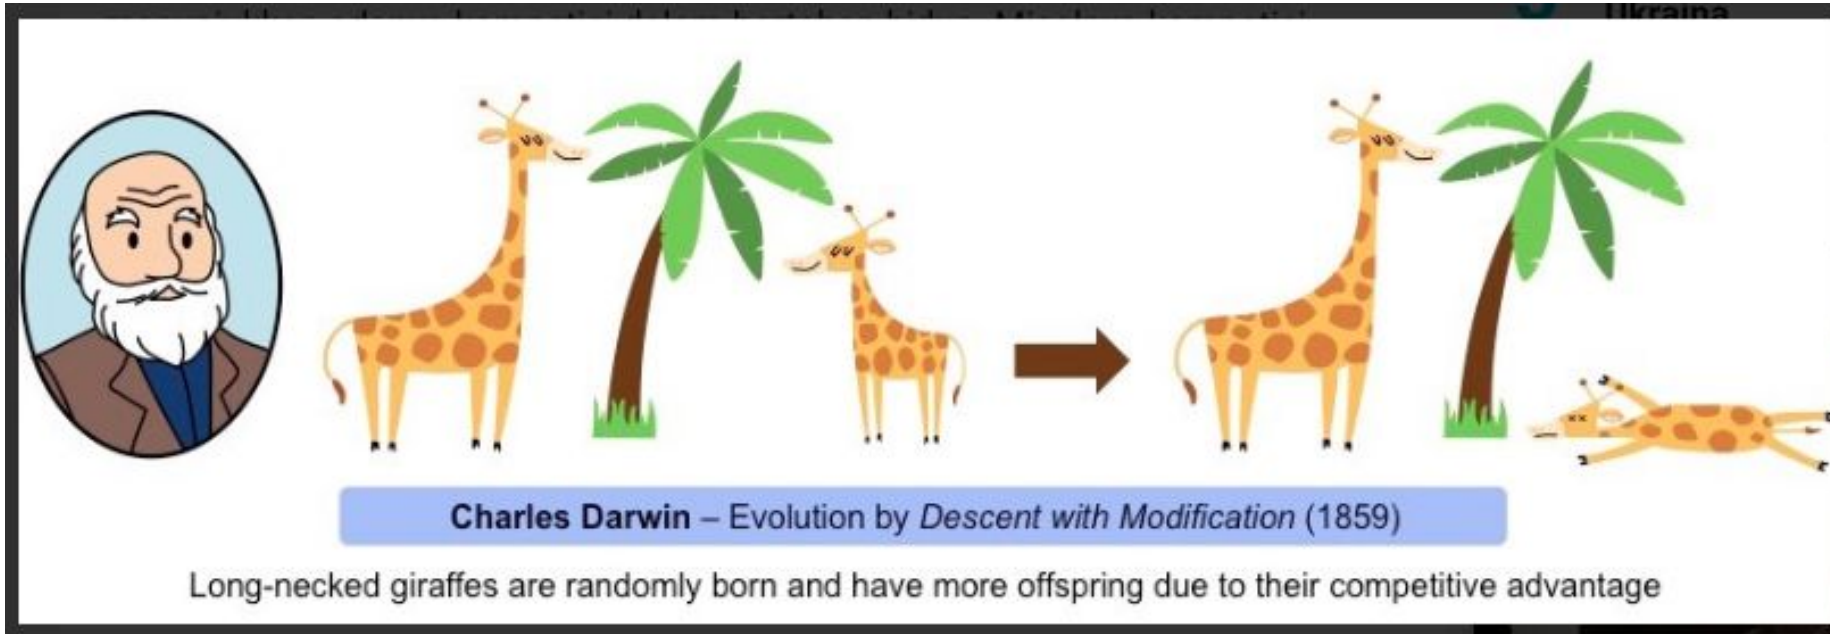 Ukraina
Charles Darwin – Evolution by Descent with Modification (1859)
Long-necked giraffes are randomly born and have more offspring due to their competitive advantage